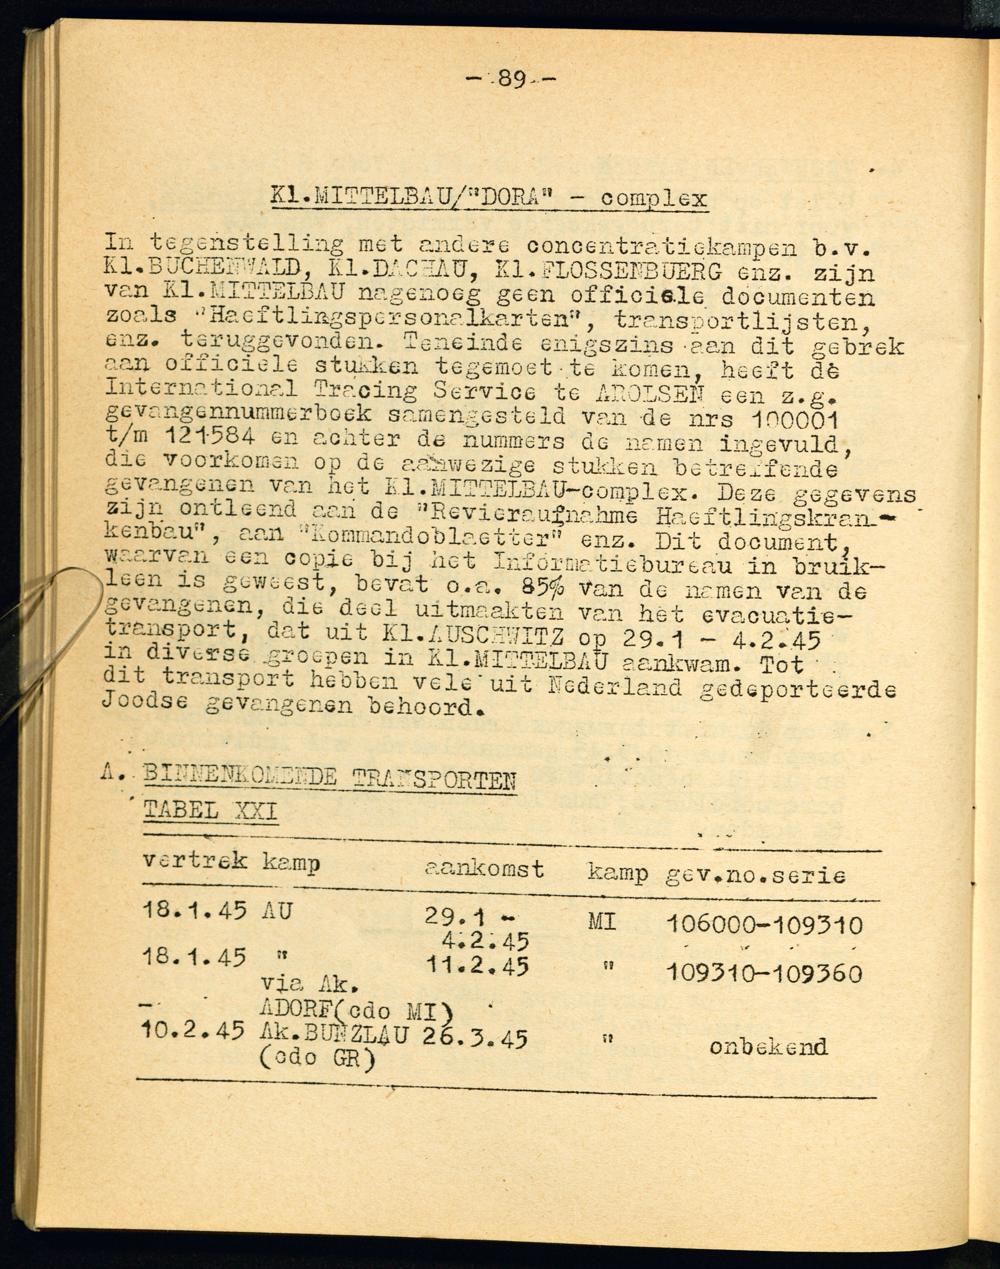 - 89 -
Kl.MITTELBAU/"DORA" - complex
In tegenstelling met andere concentratiekampen b.v.
Kl.BUCHENWALD, Kl.DACHAU, Kl.FLOSSENBUERG enz. zijn
van Kl.MITTELBAU nagenoeg geen officiële documenten
zoals "Haeftlingspersonalkarten", transportlijsten,
enz. teruggevonden. Teneinde enigszins aan dit gebrek
aan officiele stukken tegemoet te komen, heeft de
International Tracing Service te AROLSEN een z.g.
gevangennummerboek samengesteld van de nrs 100001
t/m 121584 en achter de nummers de namen ingevuld,
die voorkomen op de aanwezige stukken betreffende
gevangenen van het Kl.MITTELBAU-complex. Deze gegevens
zijn ontleend aan de "Revieraufnahme Haeftlingskran-
kenbau", aan "Kommandoblaetter" enz. Dit document,
waarvan een copie bij het Informatiebureau in bruik-
leen is geweest, bevat o.a. 85% van de namen van de
gevangenen, die deel uitmaakten van het evacuatie-
transport, dat uit Kl.AUSCHWITZ op 29.1 - 4.2.45
in diverse groepen in Kl.MITTELBAU aankwam. Tot
dit transport hebben vele uit Nederland gedeporteerde
Joodse gevangenen behoord.
A. BINNENKOMENDE TRANSPORTEN
TABEL XXI
vertrek kamp aankomst kamp gev.no.serie
18.1.45 AU 29.1 - MI 106000-109310
4.2.45
18.1.45 " 11.2.45 " 109310-109360
via Ak.
- ADORF(cdo MI)
10.2.45 Ak.BUNZLAU 26.3.45 " onbekend
(cdo GR)